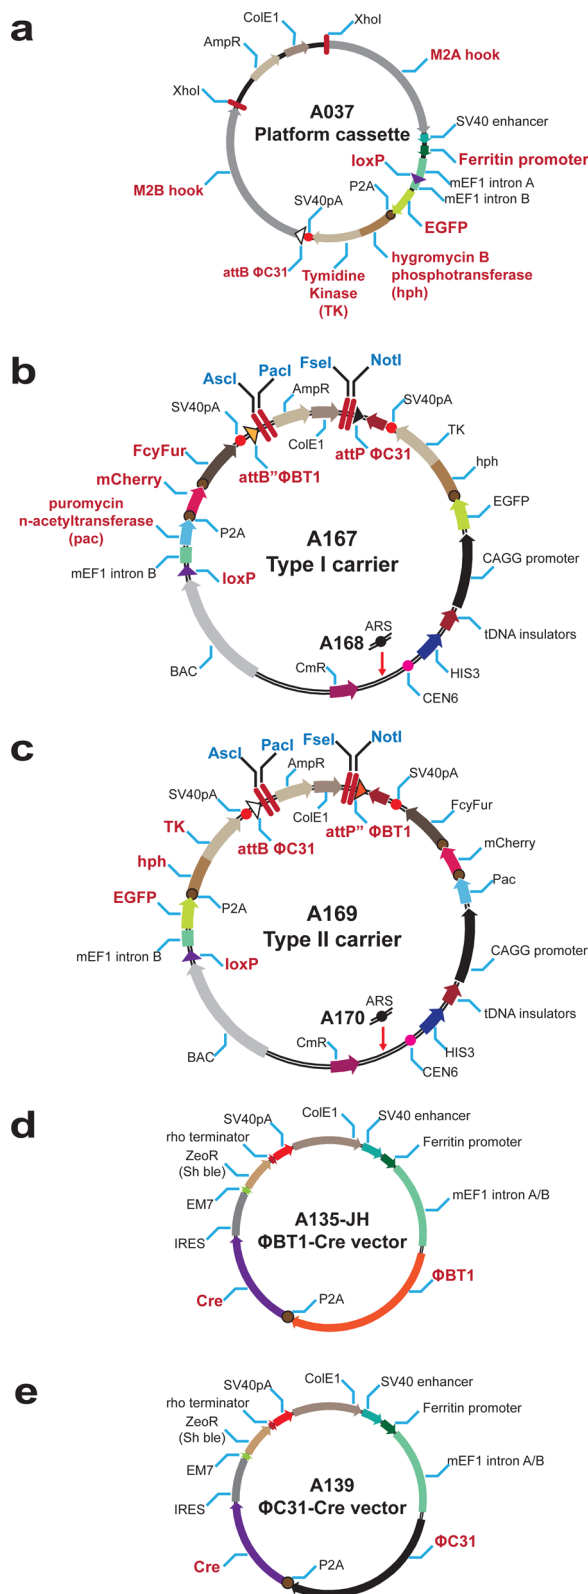 a
ColE1
XhoI
AmpR
M2A hook
XhoI
A037
Platform cassette
SV40 enhancer
loxP
Ferritin promoter
mEF1 intron A
P2A
mEF1 intron B
M2B hook
SV40pA
EGFP
attB ΦC31
Tymidine
Kinase
(TK)
hygromycin B
phosphotransferase
(hph)
b
FseI
NotI
PacI
AscI
AmpR
SV40pA
SV40pA
ColE1
TK
attP ΦC31
FcyFur
attB” ΦBT1
hph
mCherry
puromycin
n-acetyltransferase
(pac)
EGFP
P2A
A167
Type I carrier
CAGG promoter
mEF1 intron B
loxP
ARS
tDNA insulators
A168
BAC
CmR
HIS3
CEN6
c
FseI
NotI
PacI
AscI
AmpR
SV40pA
SV40pA
ColE1
FcyFur
TK
attB ΦC31
attP” ΦBT1
mCherry
hph
Pac
EGFP
P2A
A169
Type II carrier
CAGG promoter
mEF1 intron B
loxP
ARS
tDNA insulators
A170
BAC
CmR
HIS3
CEN6
d
ColE1
SV40 enhancer
SV40pA
rho terminator
Ferritin promoter
ZeoR
(Sh ble)
EM7
mEF1 intron A/B
A135-JH
ΦBT1-Cre vector
IRES
ΦBT1
Cre
P2A
e
ColE1
SV40 enhancer
SV40pA
rho terminator
Ferritin promoter
ZeoR
(Sh ble)
EM7
mEF1 intron A/B
A139
ΦC31-Cre vector
IRES
ΦC31
Cre
P2A